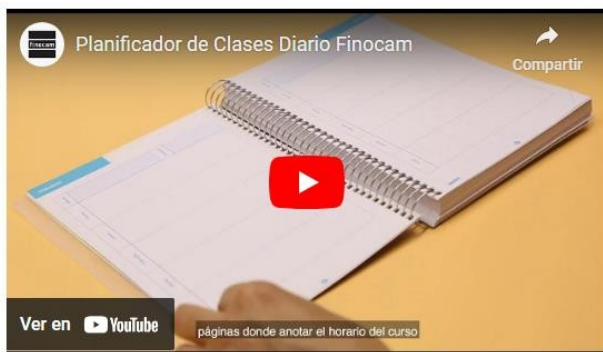 finocam
Planificador de Clases Diario Finocam
Compartir
Ver en YouTube
páginas donde anotar el horario del curso